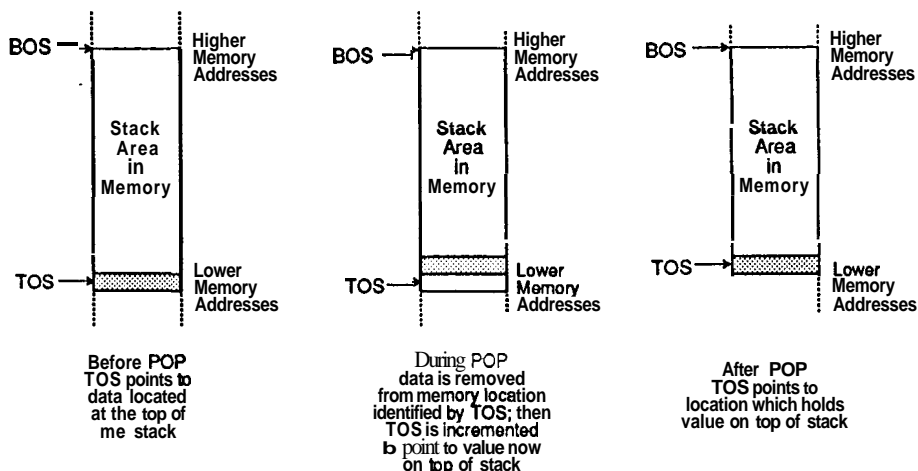 BOS
Higher
Memory
Addresses
Stack
Area
in
Memory
TOS
Lower
Memory
Addresses
Before POP
TOS points to
data located
at the top of
me stack
BOS
Higher
Memory
Addresses
Stack
Area
in
Memory
TOS
Lower
Memory
Addresses
During POP
data is removed
from memory location
identified by TOS; then
TOS is incremented
b point to value now
on top of stack
BOS
Higher
Memory
Addresses
Stack
Area
in
Memory
TOS
Lower
Memory
Addresses
After POP
TOS points to
location which holds
value on top of stack